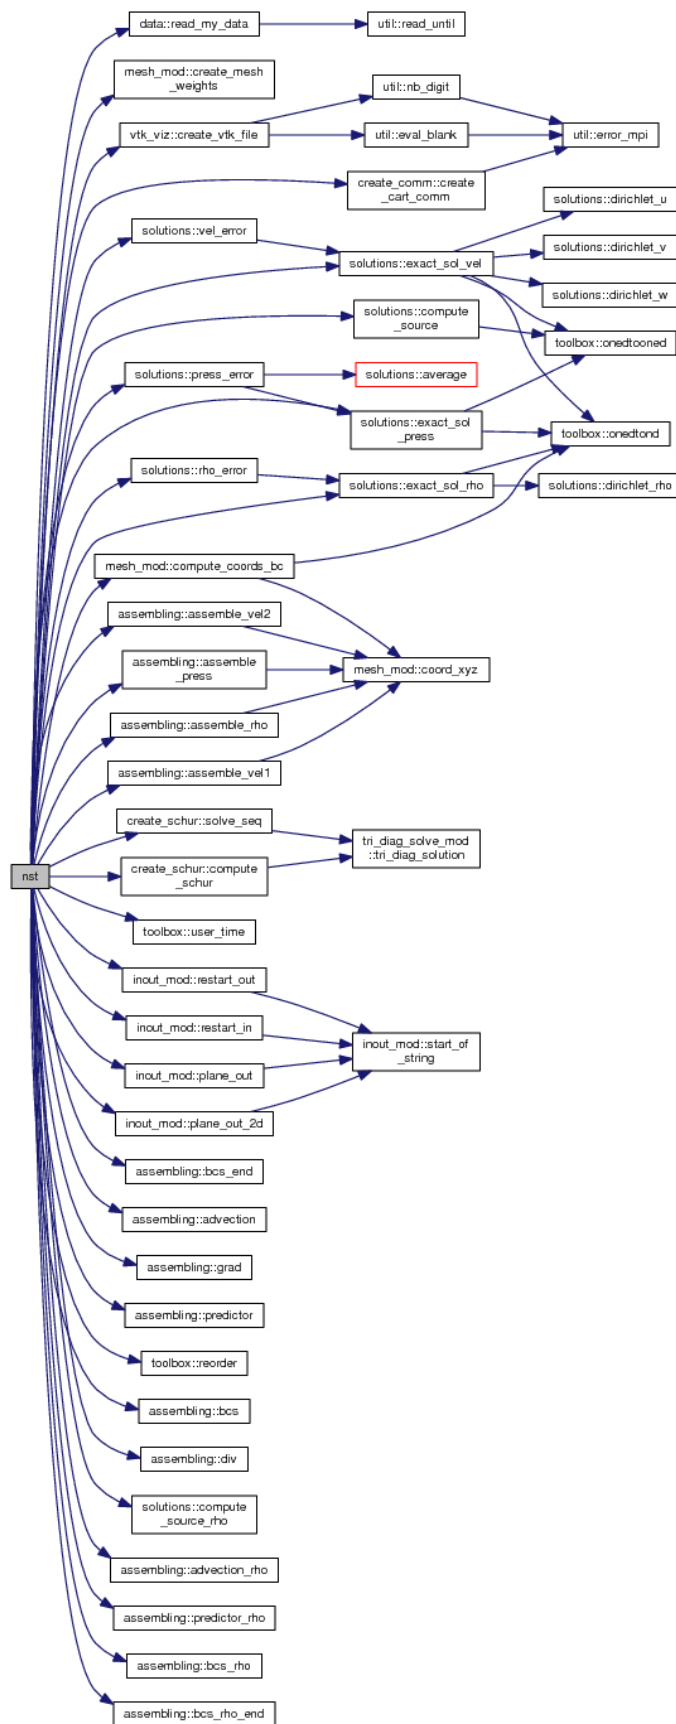 data::read_my_data
util::read_until
mesh_mod::create_mesh
_weights
util::nb_digit
vtk_viz::create_vtk_file
util::eval_blank
util::error_mpi
create_comm::create
_cart_comm
solutions::dirichlet_u
solutions::vel_error
solutions::dirichlet_v
solutions::exact_sol_vel
solutions::dirichlet_w
solutions::compute
_source
toolbox::onedtooned
solutions::press_error
solutions::average
solutions::exact_sol
_press
toolbox::onedtond
solutions::rho_error
solutions::exact_sol_rho
solutions::dirichlet_rho
mesh_mod::compute_coords_bc
assembling::assemble_vel2
assembling::assemble
_press
mesh_mod::coord_xyz
assembling::assemble_rho
assembling::assemble_vel1
create_schur::solve_seq
tri_diag_solve_mod
::tri_diag_solution
create_schur::compute
_schur
nst
toolbox::user_time
inout_mod::restart_out
inout_mod::restart_in
inout_mod::start_of
_string
inout_mod::plane_out
inout_mod::plane_out_2d
assembling::bcs_end
assembling::advection
assembling::grad
assembling::predictor
toolbox::reorder
assembling::bcs
assembling::div
solutions::compute
_source_rho
assembling::advection_rho
assembling::predictor_rho
assembling::bcs_rho
assembling::bcs_rho_end